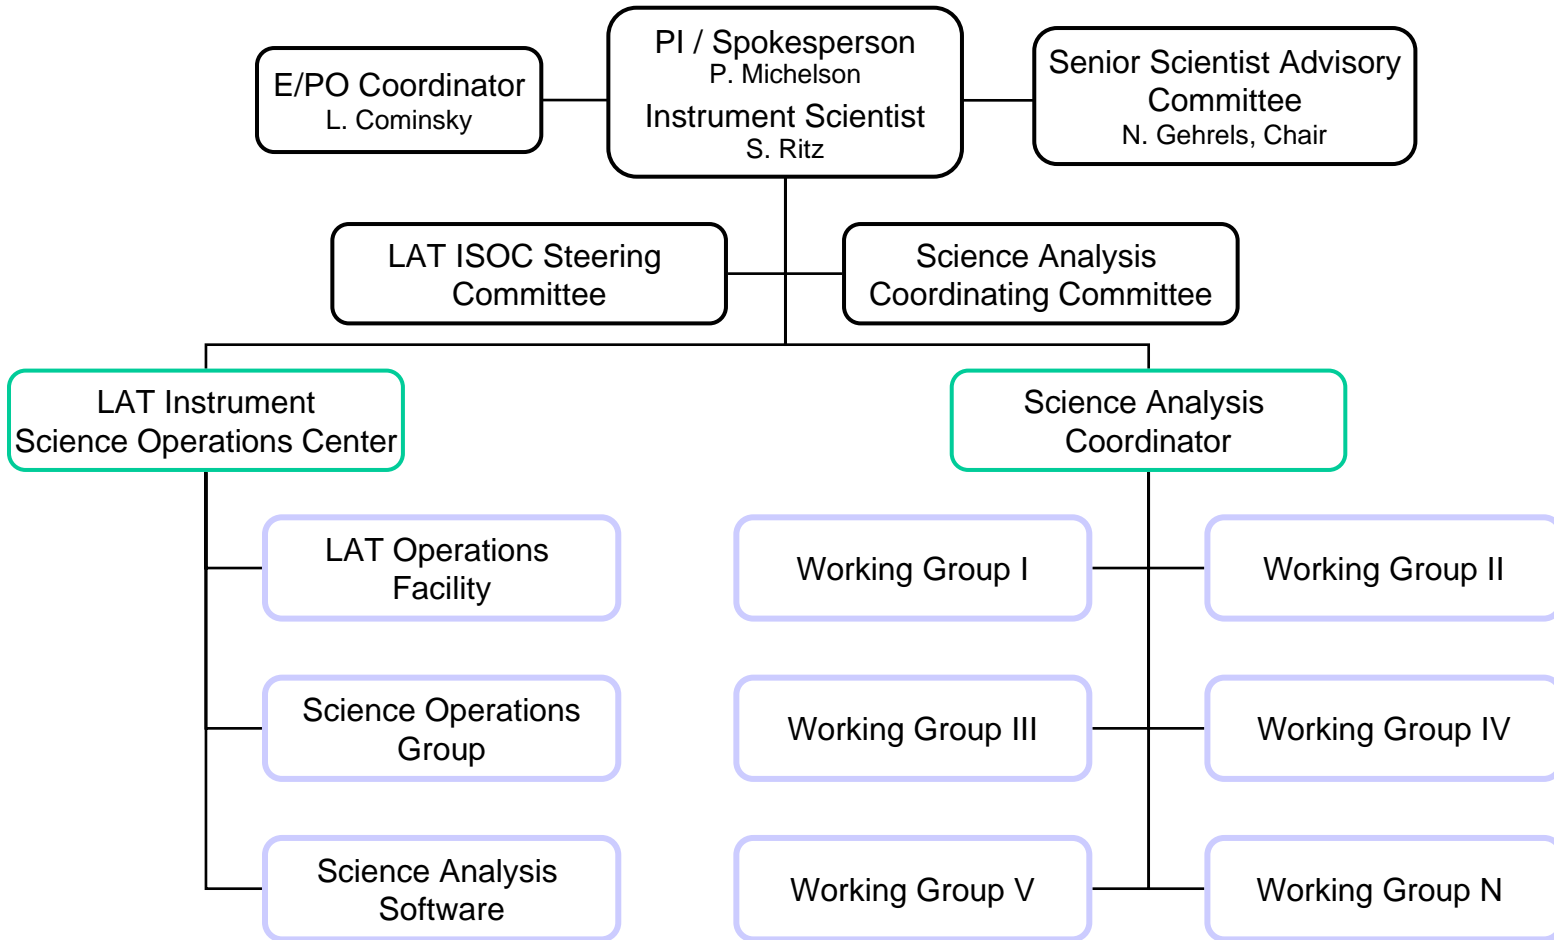 PI / Spokesperson
P. Michelson
Instrument Scientist
S. Ritz
E/PO Coordinator
L. Cominsky
Senior Scientist Advisory
Committee
N. Gehrels, Chair
LAT ISOC Steering
Committee
Science Analysis
Coordinating Committee
LAT Instrument
Science Operations Center
Science Analysis
Coordinator
LAT Operations
Facility
Working Group I
Working Group II
Science Operations
Group
Working Group III
Working Group IV
Science Analysis
Software
Working Group V
Working Group N